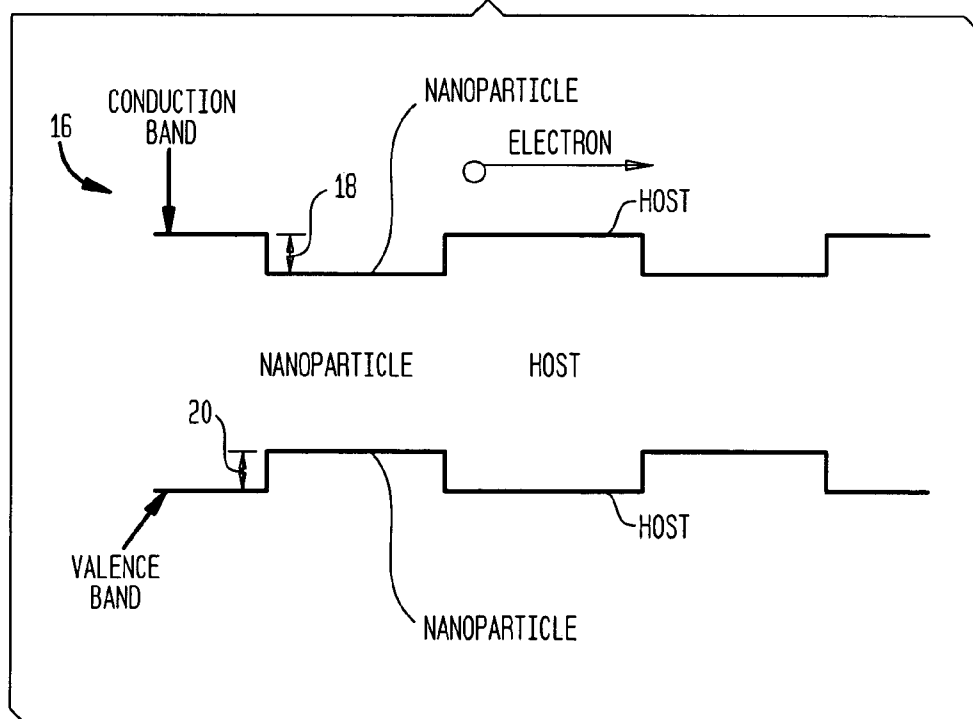 CONDUCTION
BAND
NANOPARTICLE
16
ELECTRON
18
HOST
NANOPARTICLE
HOST
20
HOST
VALENCE
BAND
NANOPARTICLE